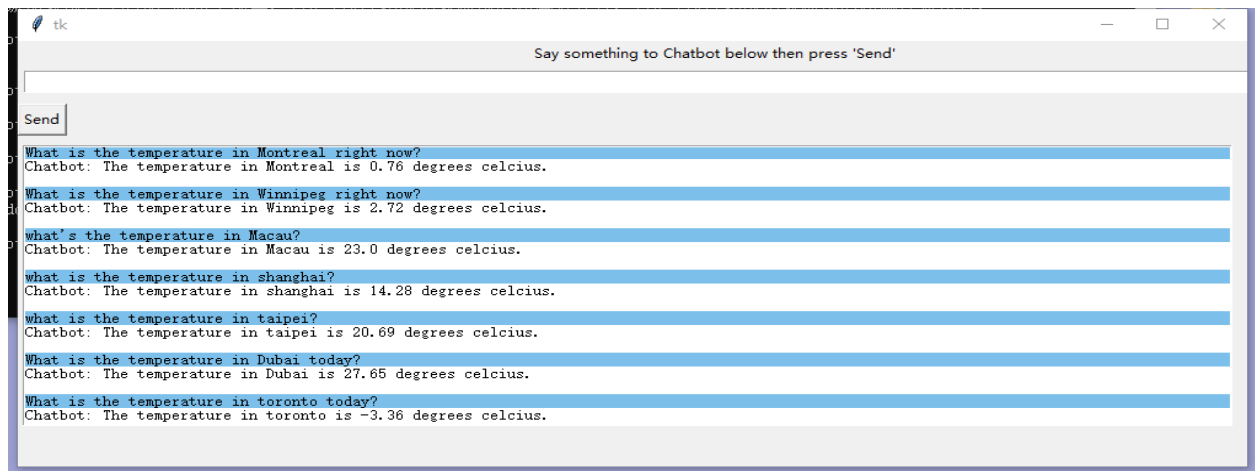 tk
Say something to Chatbot below then press 'Send'
Send
What is the temperature in Montreal right now?
Chatbot: The temperature in Montreal is 0.76 degrees celcius.
What is the temperature in Winnipeg right now?
Chatbot: The temperature in Winnipeg is 2.72 degrees celcius.
what's the temperature in Macau?
Chatbot: The temperature in Macau is 23.0 degrees celcius.
what is the temperature in shanghai?
Chatbot: The temperature in shanghai is 14.28 degrees celcius.
what is the temperature in taipei?
Chatbot: The temperature in taipei is 20.69 degrees celcius.
What is the temperature in Dubai today?
Chatbot: The temperature in Dubai is 27.65 degrees celcius.
What is the temperature in toronto today?
Chatbot: The temperature in toronto is -3.36 degrees celcius.